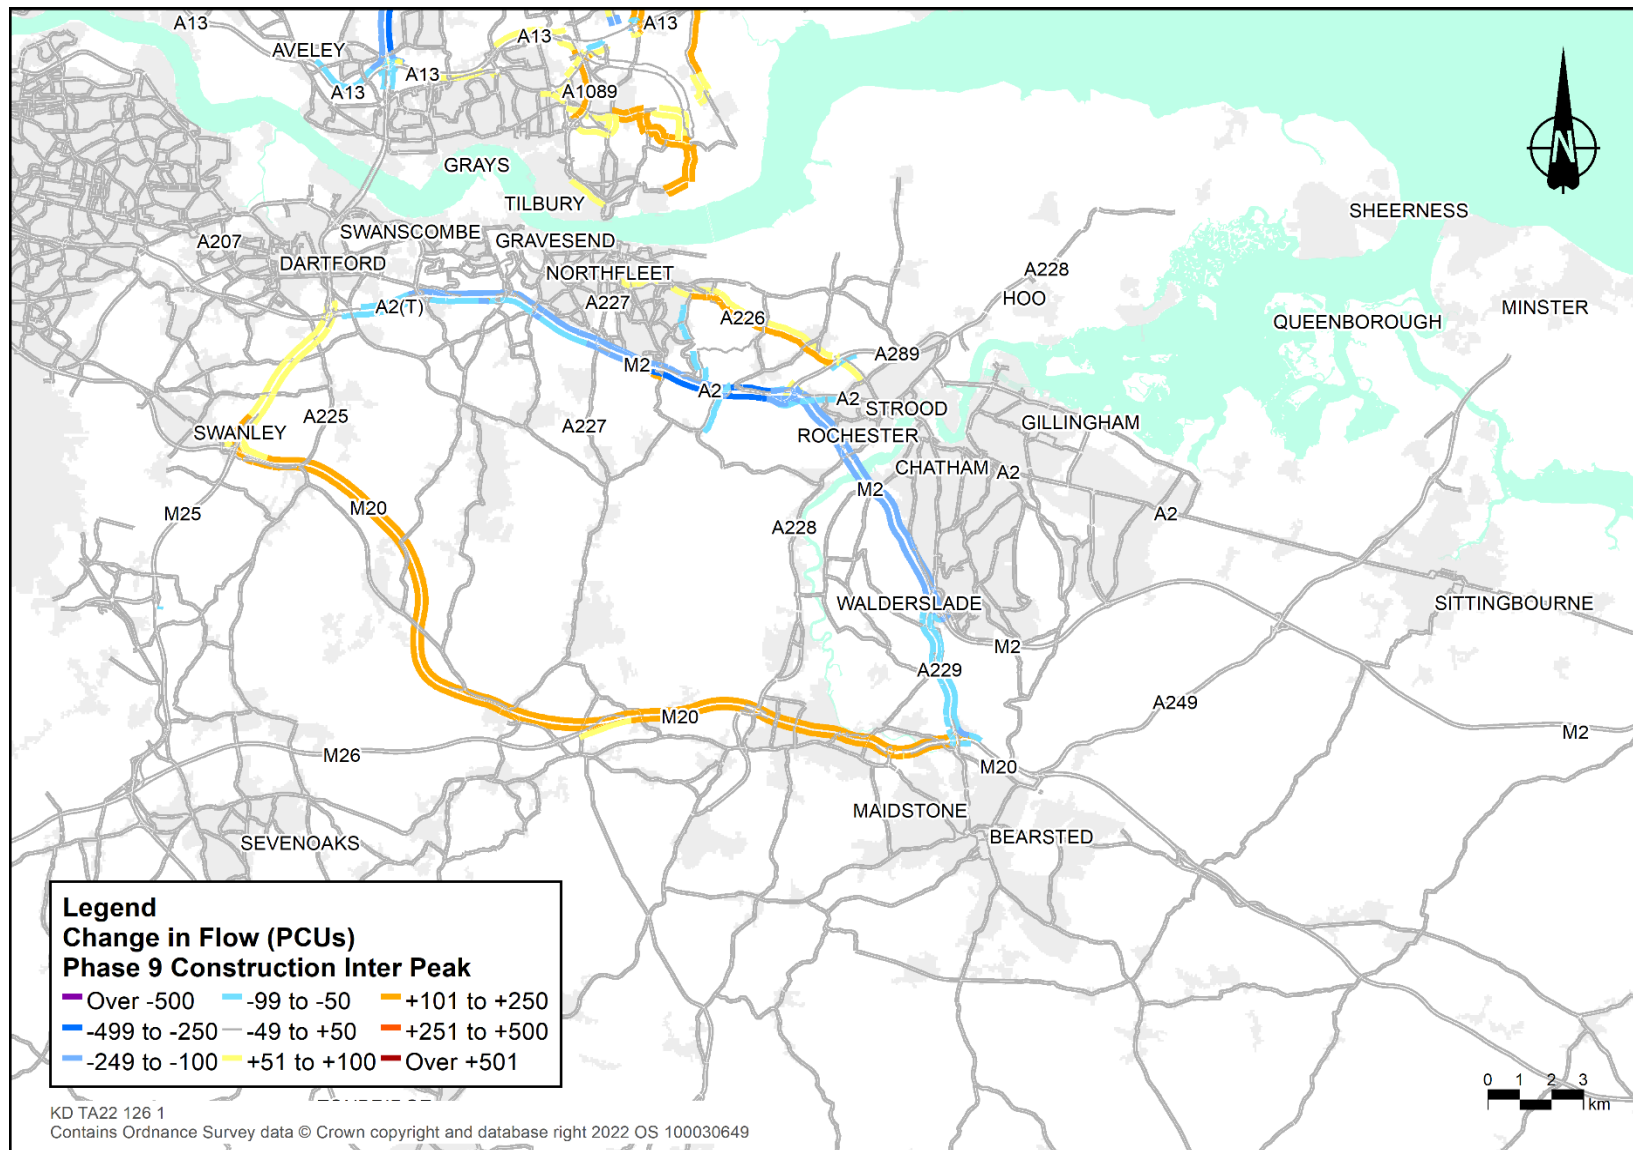 A13
A13
A13
AVELEY
A13
A13
A1089
GRAYS
TILBURY
SHEERNESS
SWANSCOMBE
A207
GRAVESEND
DARTFORD
NORTHFLEET
A228
HOO
A2(T)
A227
MINSTER
A226
QUEENBOROUGH
A289
M2
A2
A2
STROOD
A225
A227
GILLINGHAM
SWANLEY
ROCHESTER
CHATHAM
A2
M2
M20
M25
A228
A2
WALDERSLADE
SITTINGBOURNE
M2
A229
A249
M20
M2
M26
M20
MAIDSTONE
BEARSTED
SEVENOAKS
N
Legend
Change in Flow (PCUs)
Phase 9 Construction Inter Peak
Over -500 -99 to -50 +101 to +250
-499 to -250 -49 to +50 +251 to +500
-249 to -100 +51 to +100 Over +501
0 1 2 3
km
KD TA22 126 1
Contains Ordnance Survey data © Crown copyright and database right 2022 OS 100030649